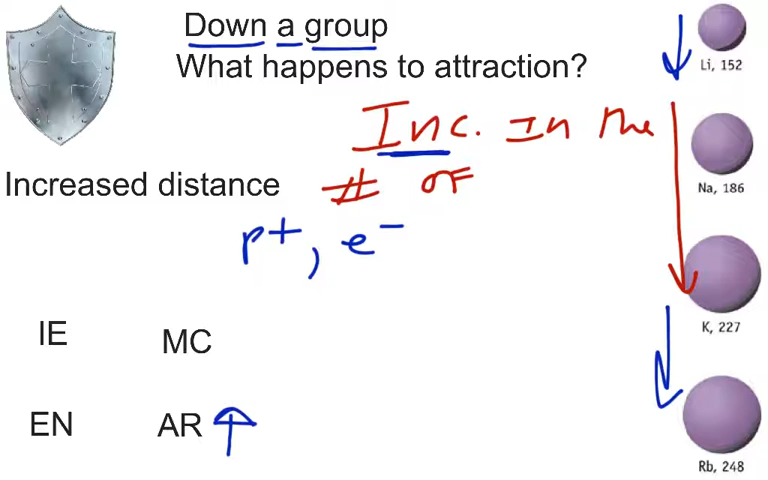 Down a group
What happens to attraction?
Inc. In the
Increased distance # of
p+, e-
IE MC
EN AR
Li, 152
Na, 186
K, 227
Rb, 248